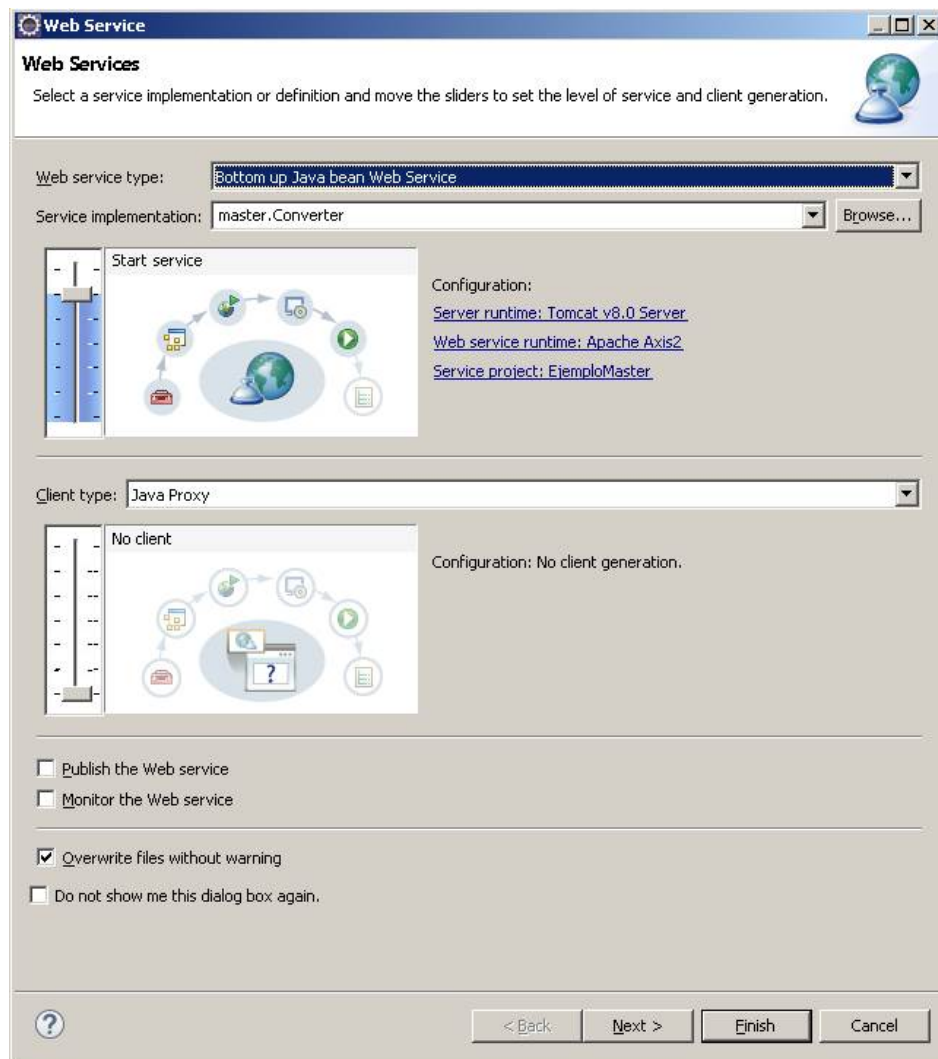 Web Service
Web Services
Select a service implementation or definition and move the sliders to set the level of service and client generation.
Web service type: Bottom up Java bean Web Service
Service implementation: master.Converter Browse...
Start service
Configuration:
Server runtime: Tomcat v8.0 Server
Web service runtime: Apache Axis2
Service project: EjemploMaster
Client type: Java Proxy
No client
Configuration: No client generation.
?
Publish the Web service
Monitor the Web service
Overwrite files without warning
Do not show me this dialog box again.
? < Back Next > Finish Cancel